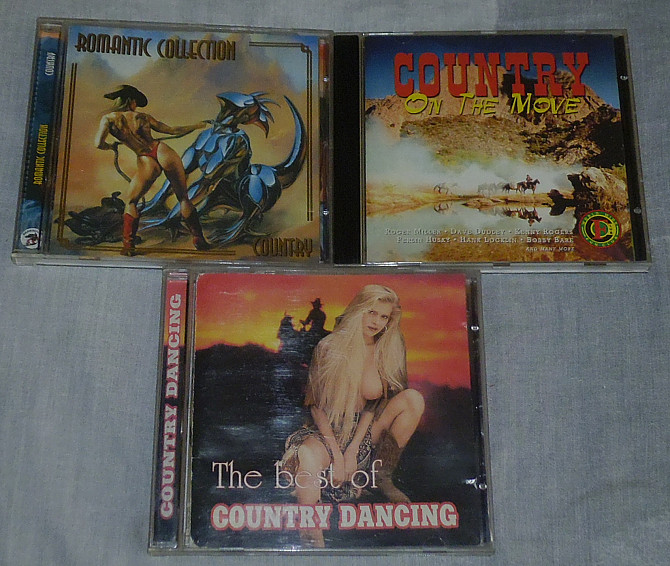 COUNTRY
ROMANTIC COLLECTION
ROMANTIC COLLECTION
COUNTRY
COUNTRY
ON THE MOVE
ROGER MILLER • DAVE DUDLEY • KENNY ROGERS
FERLIN HUSKY • HANK LOCKLIN • BOBBY BARE
AND MANY MORE
COUNTRY DANCING
The best of
COUNTRY DANCING